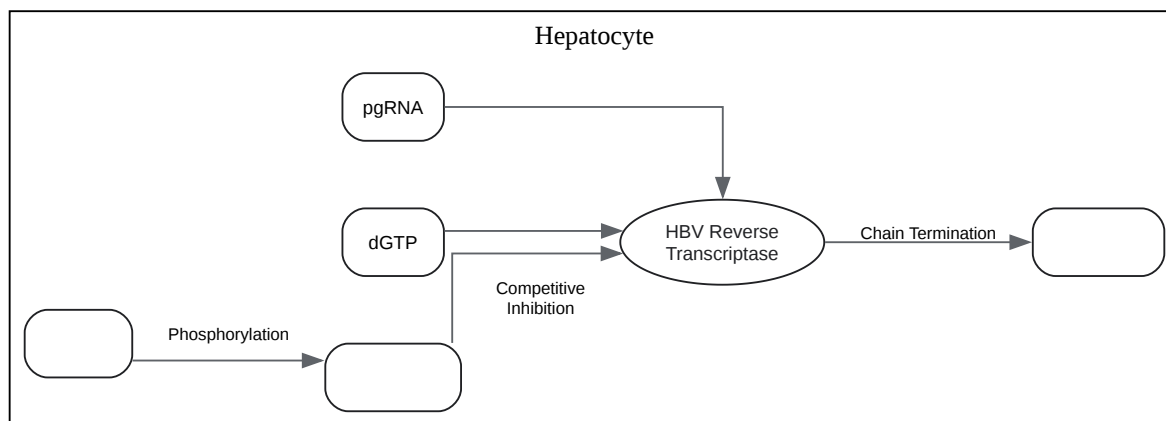 Hepatocyte
pgRNA
dGTP
HBV Reverse
Transcriptase
Chain Termination
Competitive
Inhibition
Phosphorylation